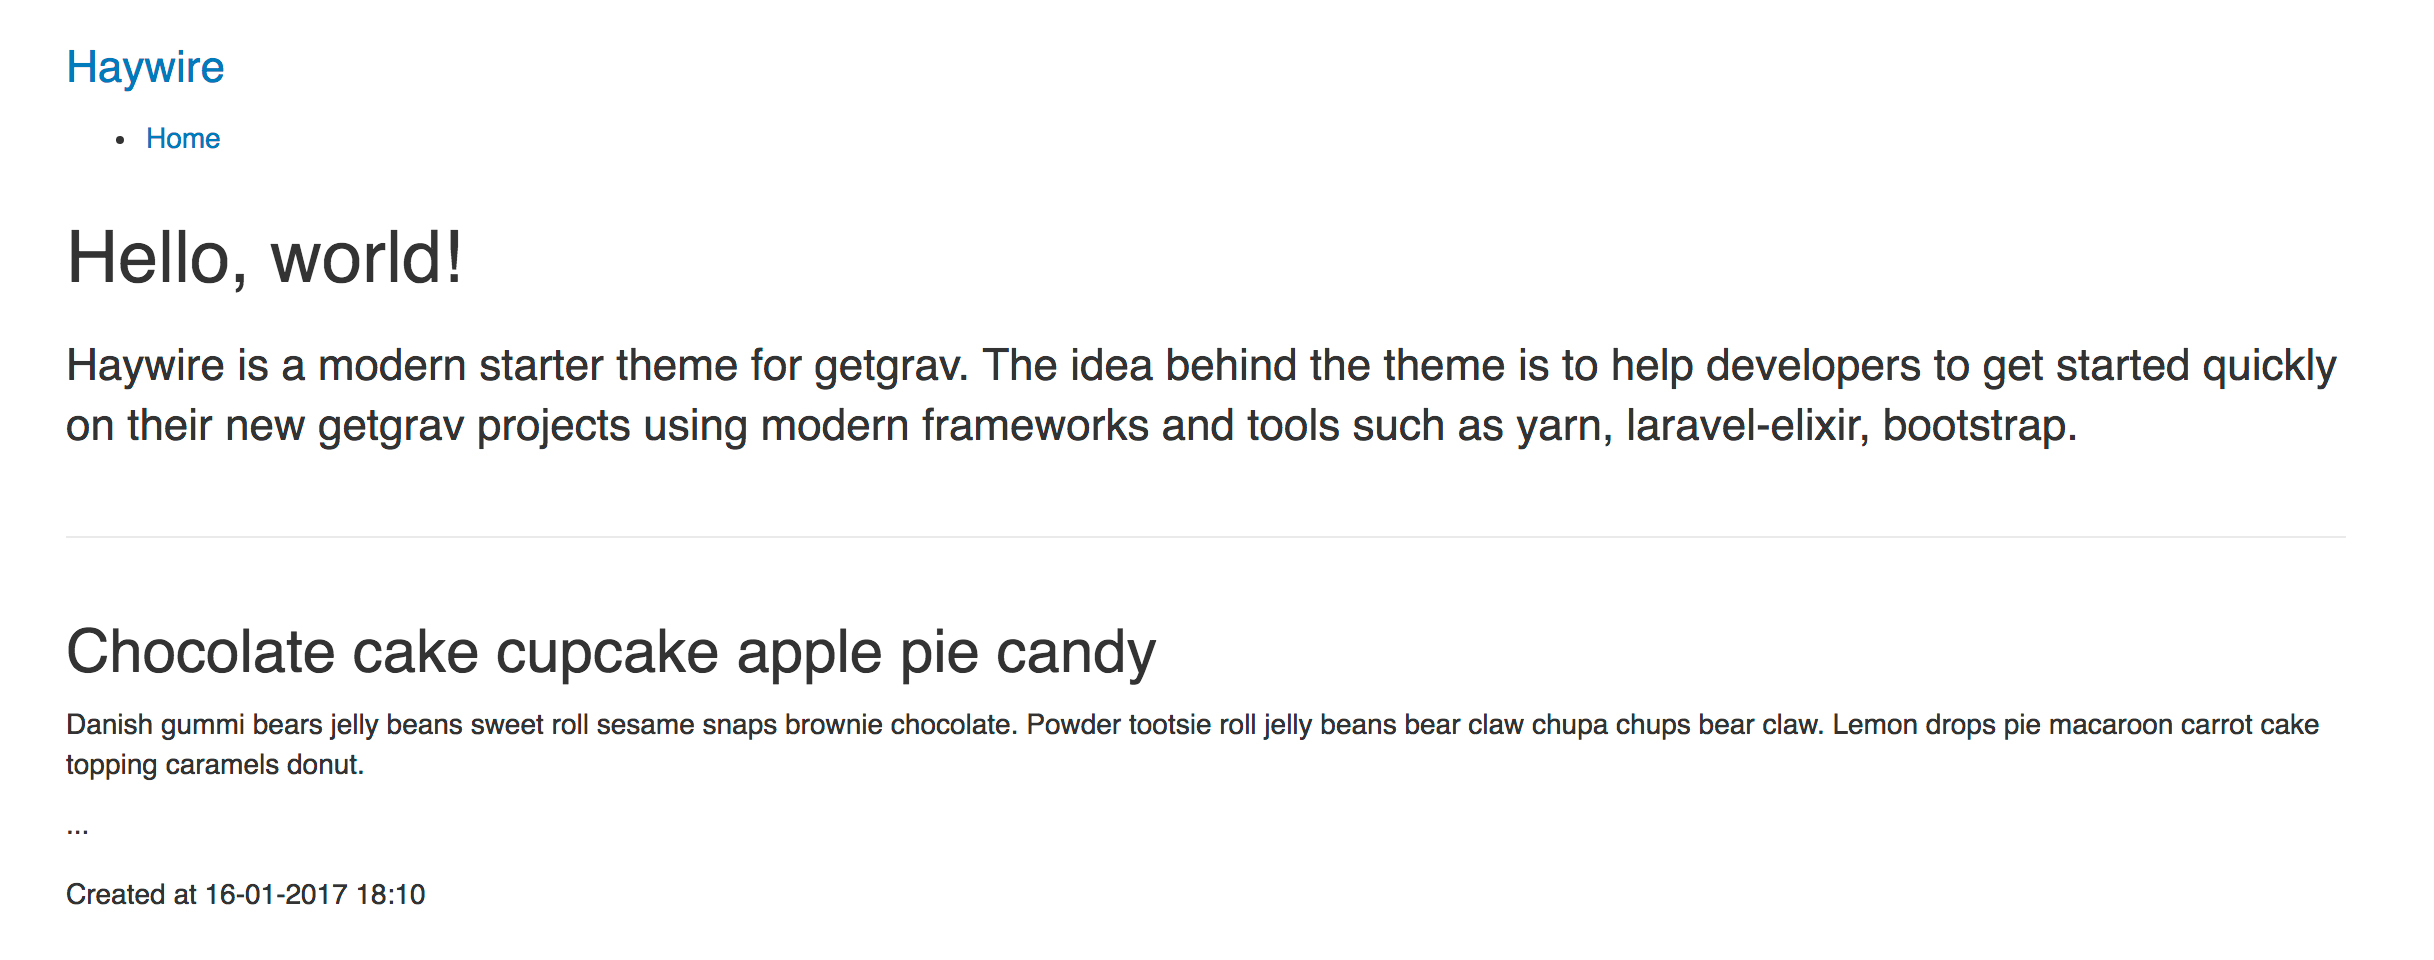 Haywire
• Home
Hello, world!
Haywire is a modern starter theme for getgrav. The idea behind the theme is to help developers to get started quickly
on their new getgrav projects using modern frameworks and tools such as yarn, laravel-elixir, bootstrap.
Chocolate cake cupcake apple pie candy
Danish gummi bears jelly beans sweet roll sesame snaps brownie chocolate. Powder tootsie roll jelly beans bear claw chupa chups bear claw. Lemon drops pie macaroon carrot cake
topping caramels donut.
...
Created at 16-01-2017 18:10